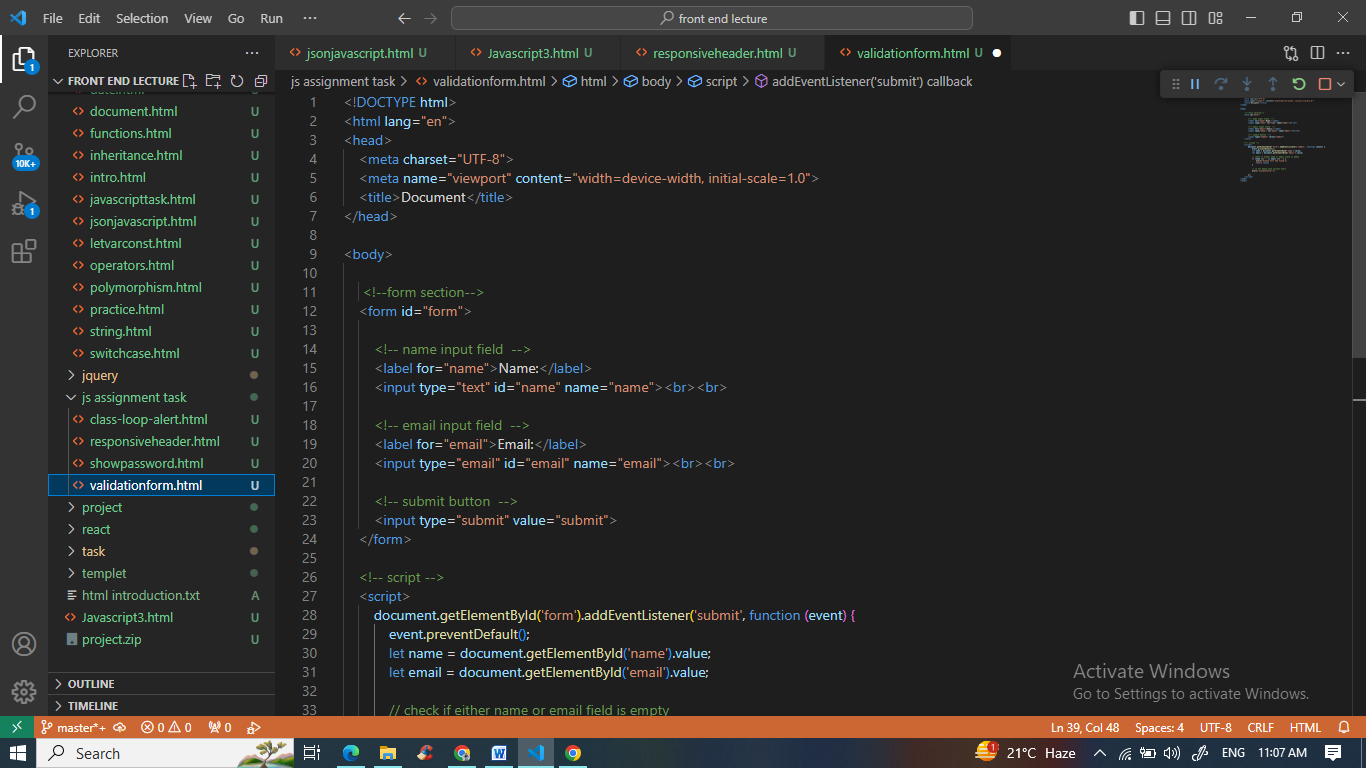 File Edit Selection View Go Run ··· front end lecture
EXPLORER ···
jsonjavascript.html U Javascript3.html U responsiveheader.html U validationform.html U ···
FRONT END LECTURE
js assignment task > validationform.html > html > body > script > addEventListener('submit') callback
document.html U
functions.html U
inheritance.html U
intro.html U
javascripttask.html U
jsonjavascript.html U
letvarconst.html U
operators.html U
polymorphism.html U
practice.html U
string.html U
switchcase.html U
jquery
js assignment task
class-loop-alert.html U
responsiveheader.html U
showpassword.html U
validationform.html U
project
react
task
templet
html introduction.txt A
Javascript3.html U
project.zip U
OUTLINE
TIMELINE
1
10K+
1
1 <!DOCTYPE html>
2 <html lang="en">
3 <head>
4 <meta charset="UTF-8">
5 <meta name="viewport" content="width=device-width, initial-scale=1.0">
6 <title>Document</title>
7 </head>
8
9 <body>
10
11 <!--form section-->
12 <form id="form">
13
14 <!-- name input field  -->
15 <label for="name">Name:</label>
16 <input type="text" id="name" name="name"><br><br>
17
18 <!-- email input field  -->
19 <label for="email">Email:</label>
20 <input type="email" id="email" name="email"><br><br>
21
22 <!-- submit button  -->
23 <input type="submit" value="submit">
24 </form>
25
26 <!-- script -->
27 <script>
28 document.getElementById('form').addEventListener('submit', function (event) {
29 event.preventDefault();
30 let name = document.getElementById('name').value;
31 let email = document.getElementById('email').value;
32
33 // check if either name or email field is empty
Activate Windows
Go to Settings to activate Windows.
master*+ 0 0 0 Ln 39, Col 48 Spaces: 4 UTF-8 CRLF HTML
Search 1 21°C Haze ENG 11:07 AM